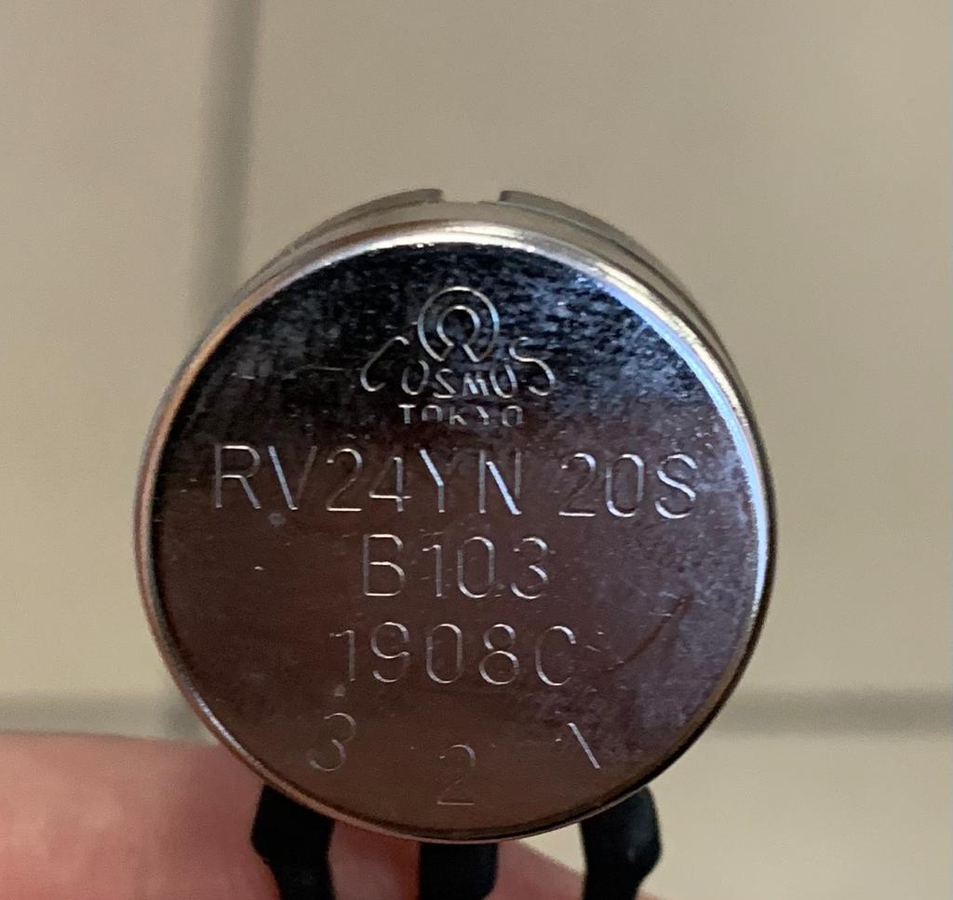 COSMOS
TOKYO
RV24YN 20S
B103
1908C
3 2 1